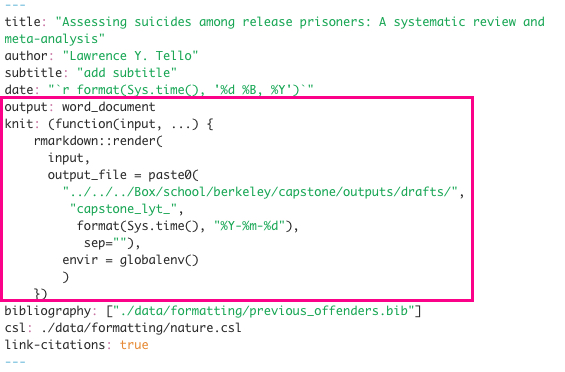 ---
title: "Assessing suicides among release prisoners: A systematic review and
meta-analysis"
author: "Lawrence Y. Tello"
subtitle: "add subtitle"
date: "`r format(Sys.time(), '%d %B, %Y')`"
output: word_document
knit: (function(input, ...) {
    rmarkdown::render(
      input,
      output_file = paste0(
        "../../../Box/school/berkeley/capstone/outputs/drafts/",
         "capstone_lyt_",
          format(Sys.time(), "%Y-%m-%d"),
           sep=""),
        envir = globalenv()
        )
    })
bibliography: ["./data/formatting/previous_offenders.bib"]
csl: ./data/formatting/nature.csl
link-citations: true
---